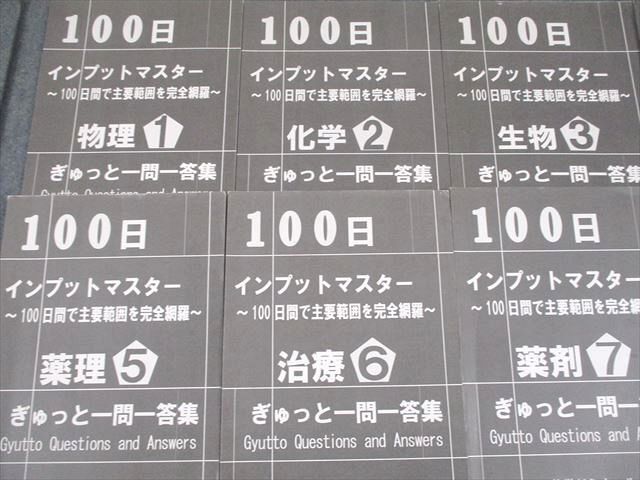 100日
インプットマスター
～100日間で主要範囲を完全網羅～
物理 1
ぎゅっと一問一答集
Gyutto Questions and Answers
100日
インプットマスター
～100日間で主要範囲を完全網羅～
化学 2
ぎゅっと一問一答集
100日
インプットマスター
～100日間で主要範囲を完全網羅～
生物 3
ぎゅっと一問一答集
100日
インプットマスター
～100日間で主要範囲を完全網羅～
薬理 5
ぎゅっと一問一答集
Gyutto Questions and Answers
100日
インプットマスター
～100日間で主要範囲を完全網羅～
治療 6
ぎゅっと一問一答集
Gyutto Questions and Answers
100日
インプットマスター
～100日間で主要範囲を完全網羅
薬剤 7
ぎゅっと一問一
Gyutto Questions and An